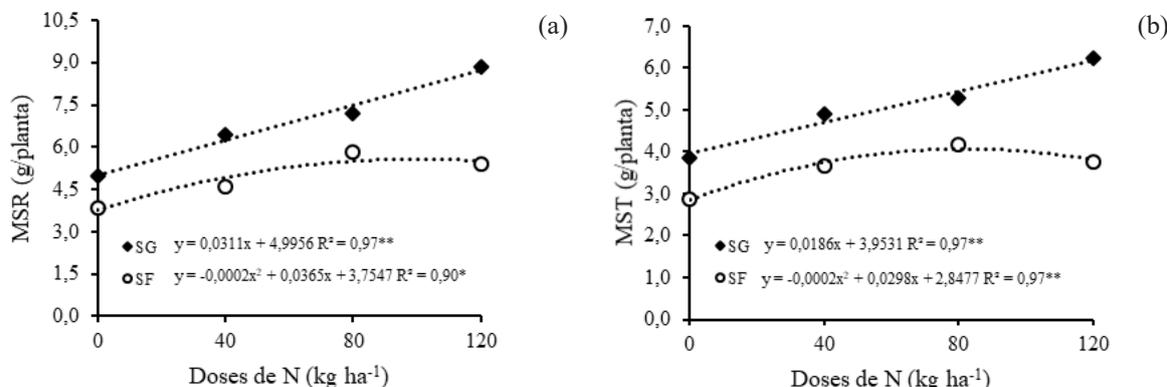 (a)
MSR (g/planta)
10,5
9,0
7,5
6,0
4,5
3,0
1,5
0,0
SG y = 0,0311x + 4,9956 R² = 0,97**
SF y = -0,0002x² + 0,0365x + 3,7547 R² = 0,90*
0 40 80 120
Doses de N (kg ha⁻¹)
(b)
MST (g/planta)
7,0
6,0
5,0
4,0
3,0
2,0
1,0
0,0
SG y = 0,0186x + 3,9531 R² = 0,97**
SF y = -0,0002x² + 0,0298x + 2,8477 R² = 0,97**
0 40 80 120
Doses de N (kg ha⁻¹)